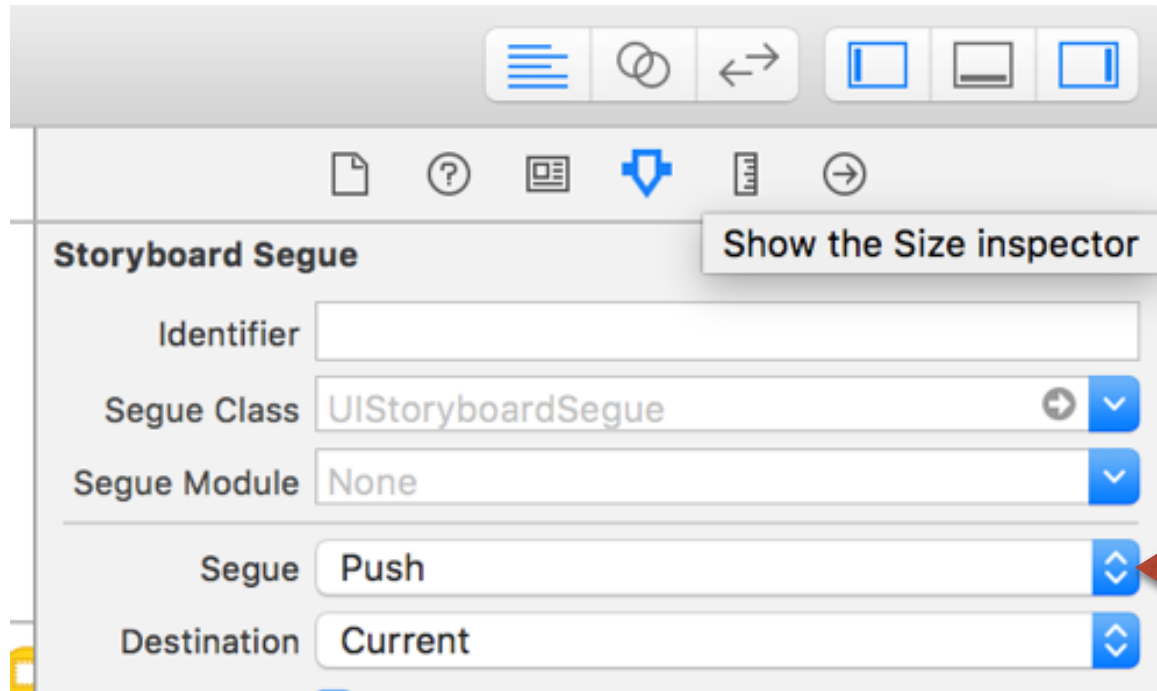 Show the Size inspector
Storyboard Segue
Identifier
Segue Class UIStoryboardSegue
Segue Module None
Segue Push
Destination Current